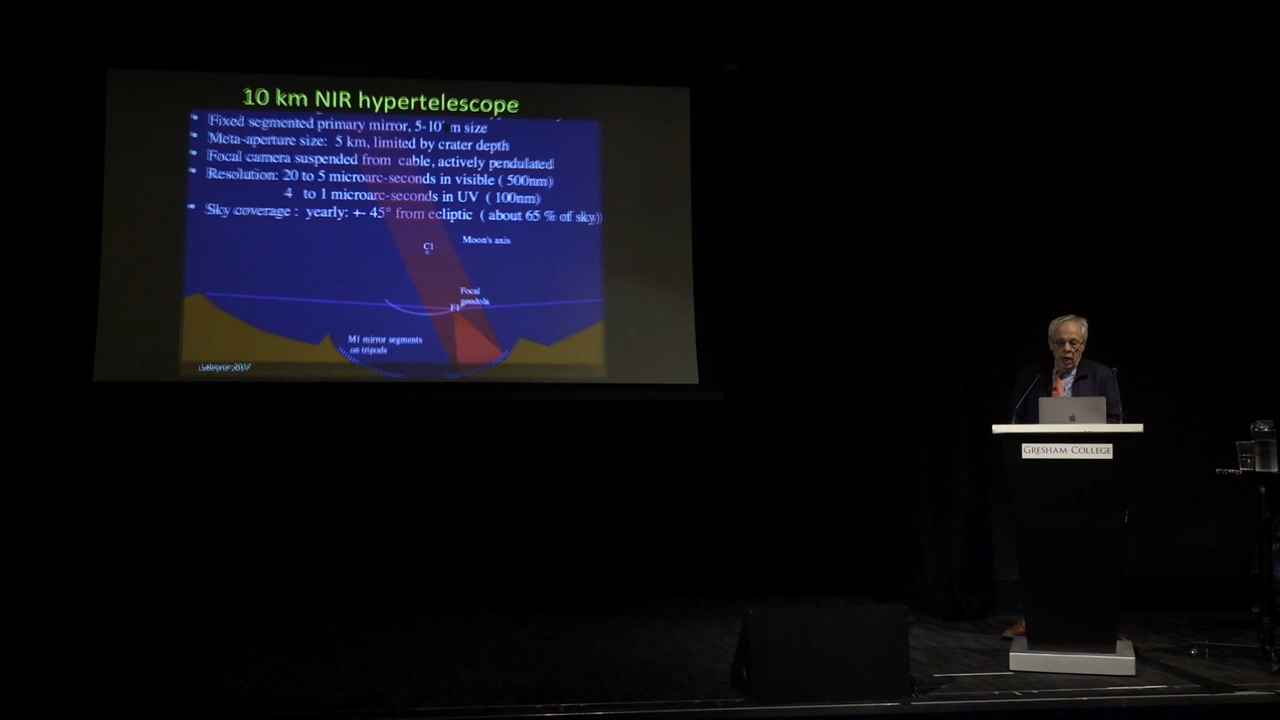 10 km NIR hypertelescope
• Fixed segmented primary mirror, 5-10 m size
• Meta-aperture size: 5 km, limited by crater depth
• Focal camera suspended from cable, actively pendulated
• Resolution: 20 to 5 microarc-seconds in visible ( 500nm)
4 to 1 microarc-seconds in UV ( 100nm)
• Sky coverage : yearly: +- 45° from ecliptic ( about 65 % of sky)
C1
Moon's axis
Focal
gondola
F1
M1 mirror segments
on tripods
Labeyrie 2017
GRESHAM COLLEGE